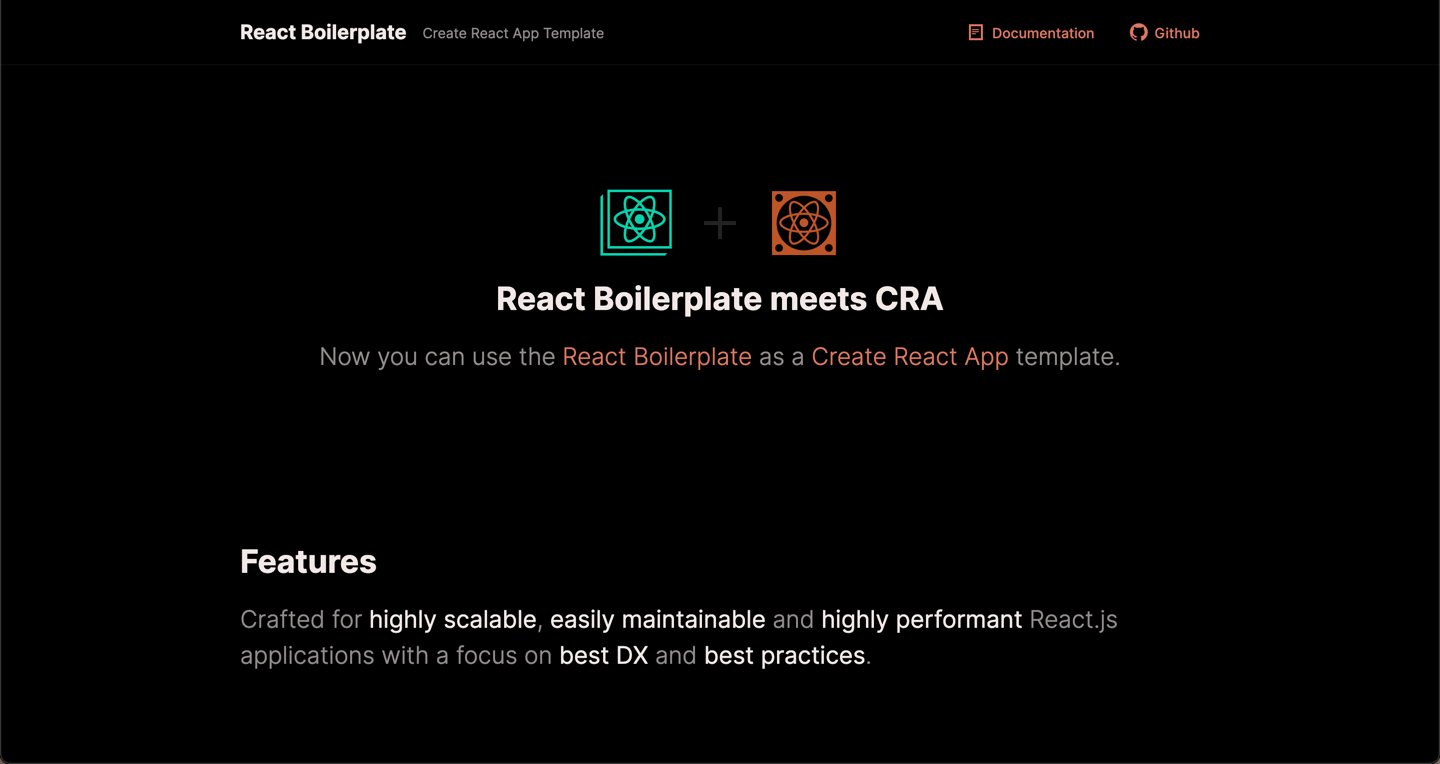 React Boilerplate Create React App Template Documentation Github
React Boilerplate meets CRA
Now you can use the React Boilerplate as a Create React App template.
Features
Crafted for highly scalable, easily maintainable and highly performant React.js
applications with a focus on best DX and best practices.